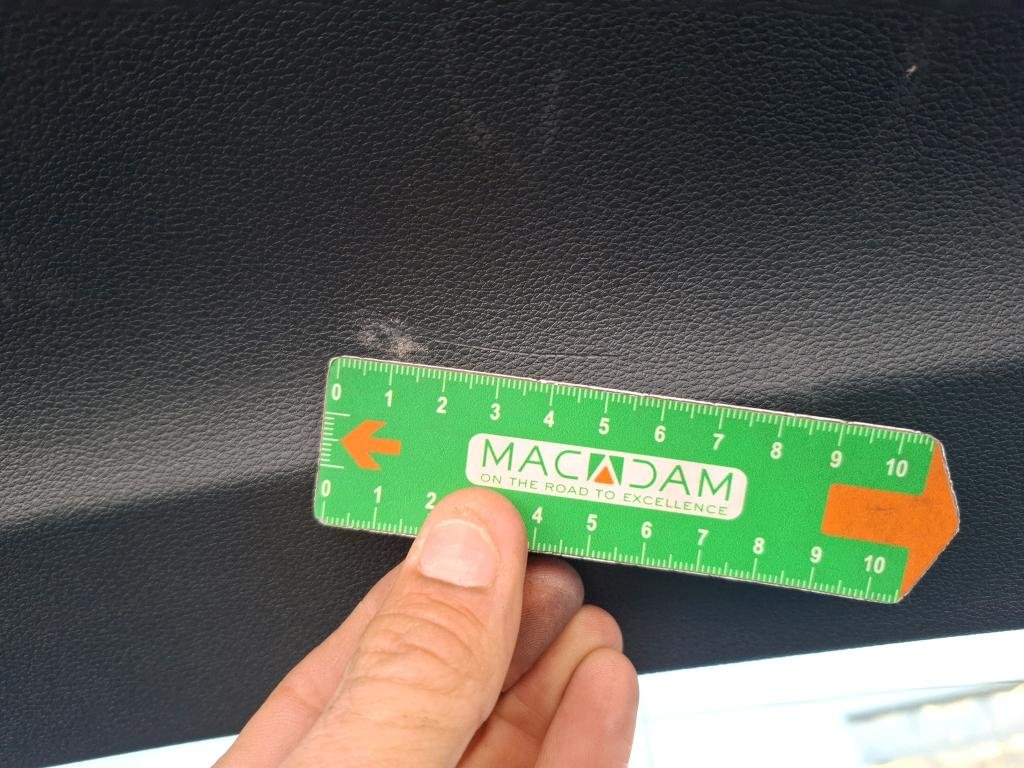 0 1 2 3 4 5 6 7 8 9 10
MACADAM
ON THE ROAD TO EXCELLENCE
0 1 2 4 5 6 7 8 9 10